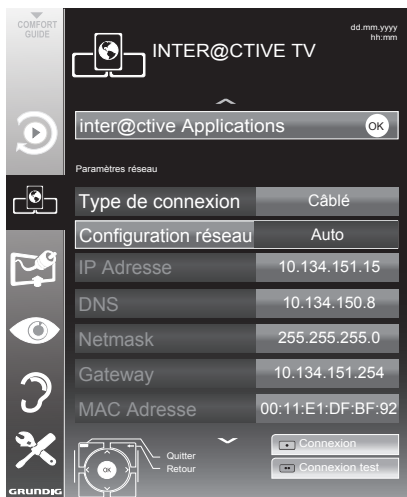 COMFORT
GUIDE
INTER@CTIVE TV
dd.mm.yyyy
hh:mm
inter@ctive Applications OK
Paramètres réseau
Type de connexion Câblé
Configuration réseau Auto
IP Adresse 10.134.151.15
DNS 10.134.150.8
Netmask 255.255.255.0
Gateway 10.134.151.254
MAC Adresse 00:11:E1:DF:BF:92
OK
Quitter
Retour
Connexion
Connexion test
GRUNDIG